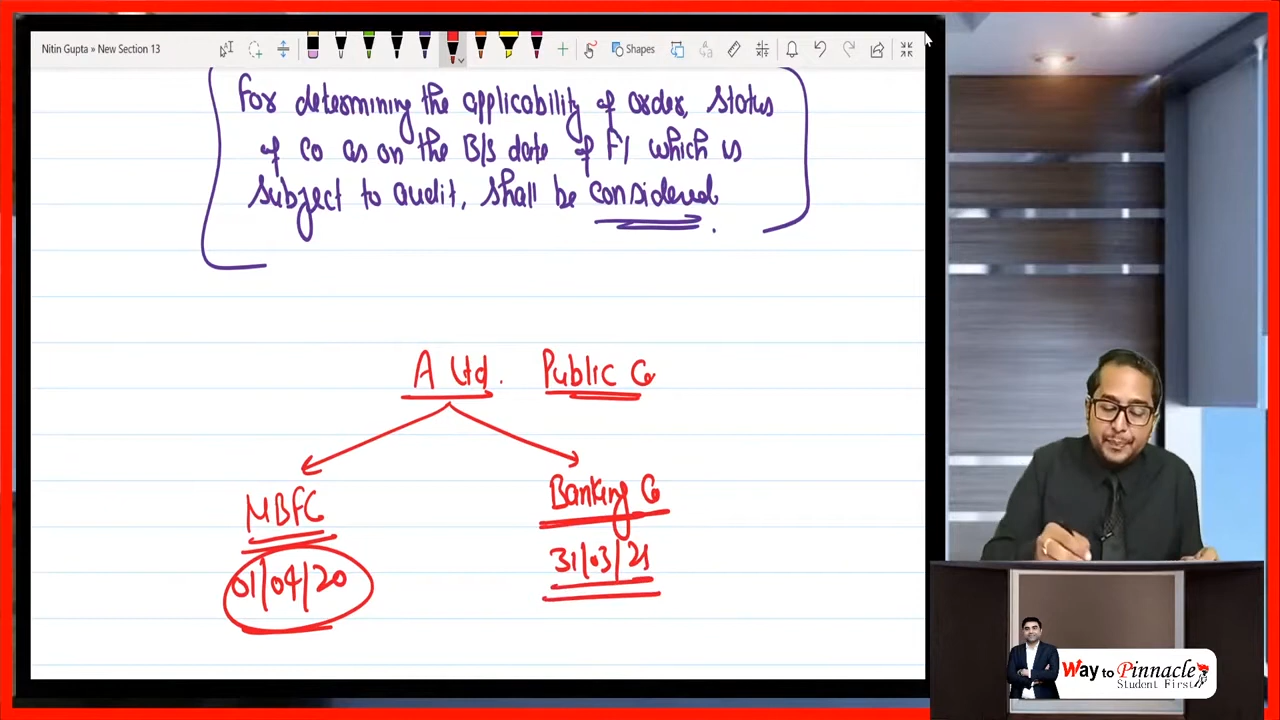 Nitin Gupta » New Section 13
Shapes
For determining the applicability of order, status
of Co as on the B/S date of FY which is
subject to audit, shall be considered.
A Ltd. Public Co
NBFC
Banking Co
01/04/20
31/03/21
Way to Pinnacle
Student First